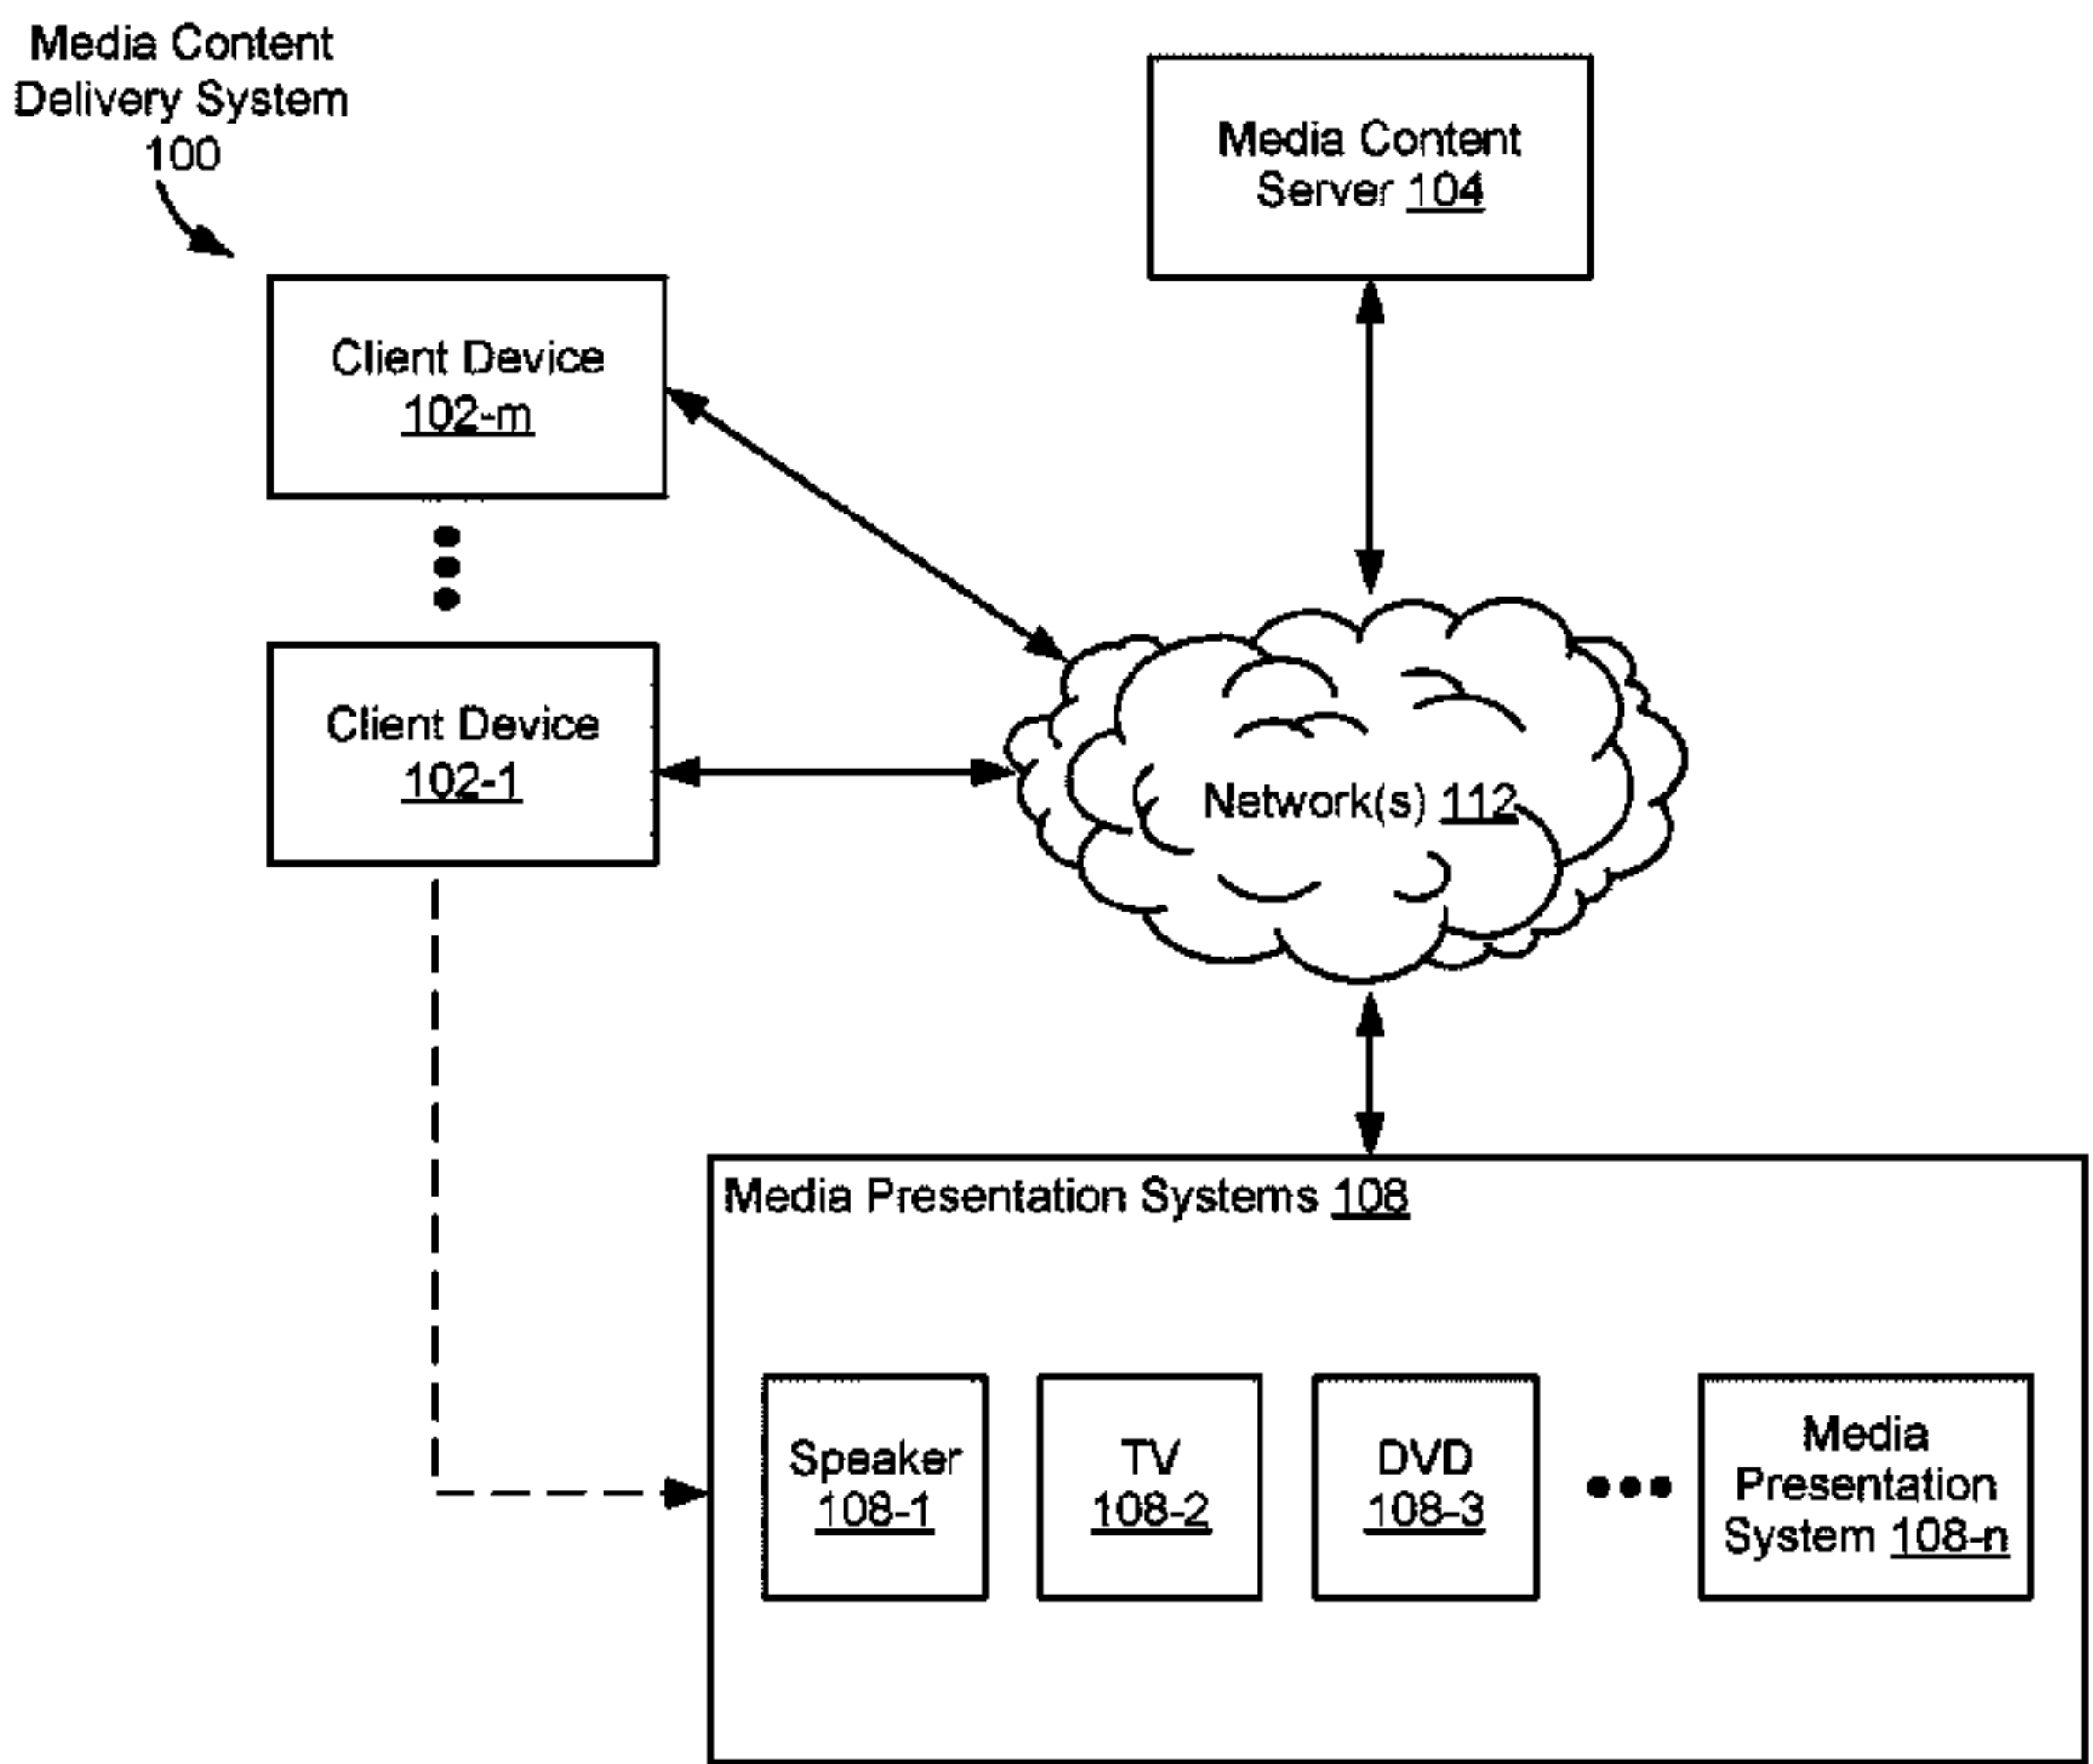 Media Content
Delivery System
100
Media Content
Server 104
Client Device
102-m
Client Device
102-1
Network(s) 112
Media Presentation Systems 108
Speaker
108-1
TV
108-2
DVD
108-3
Media
Presentation
System 108-n